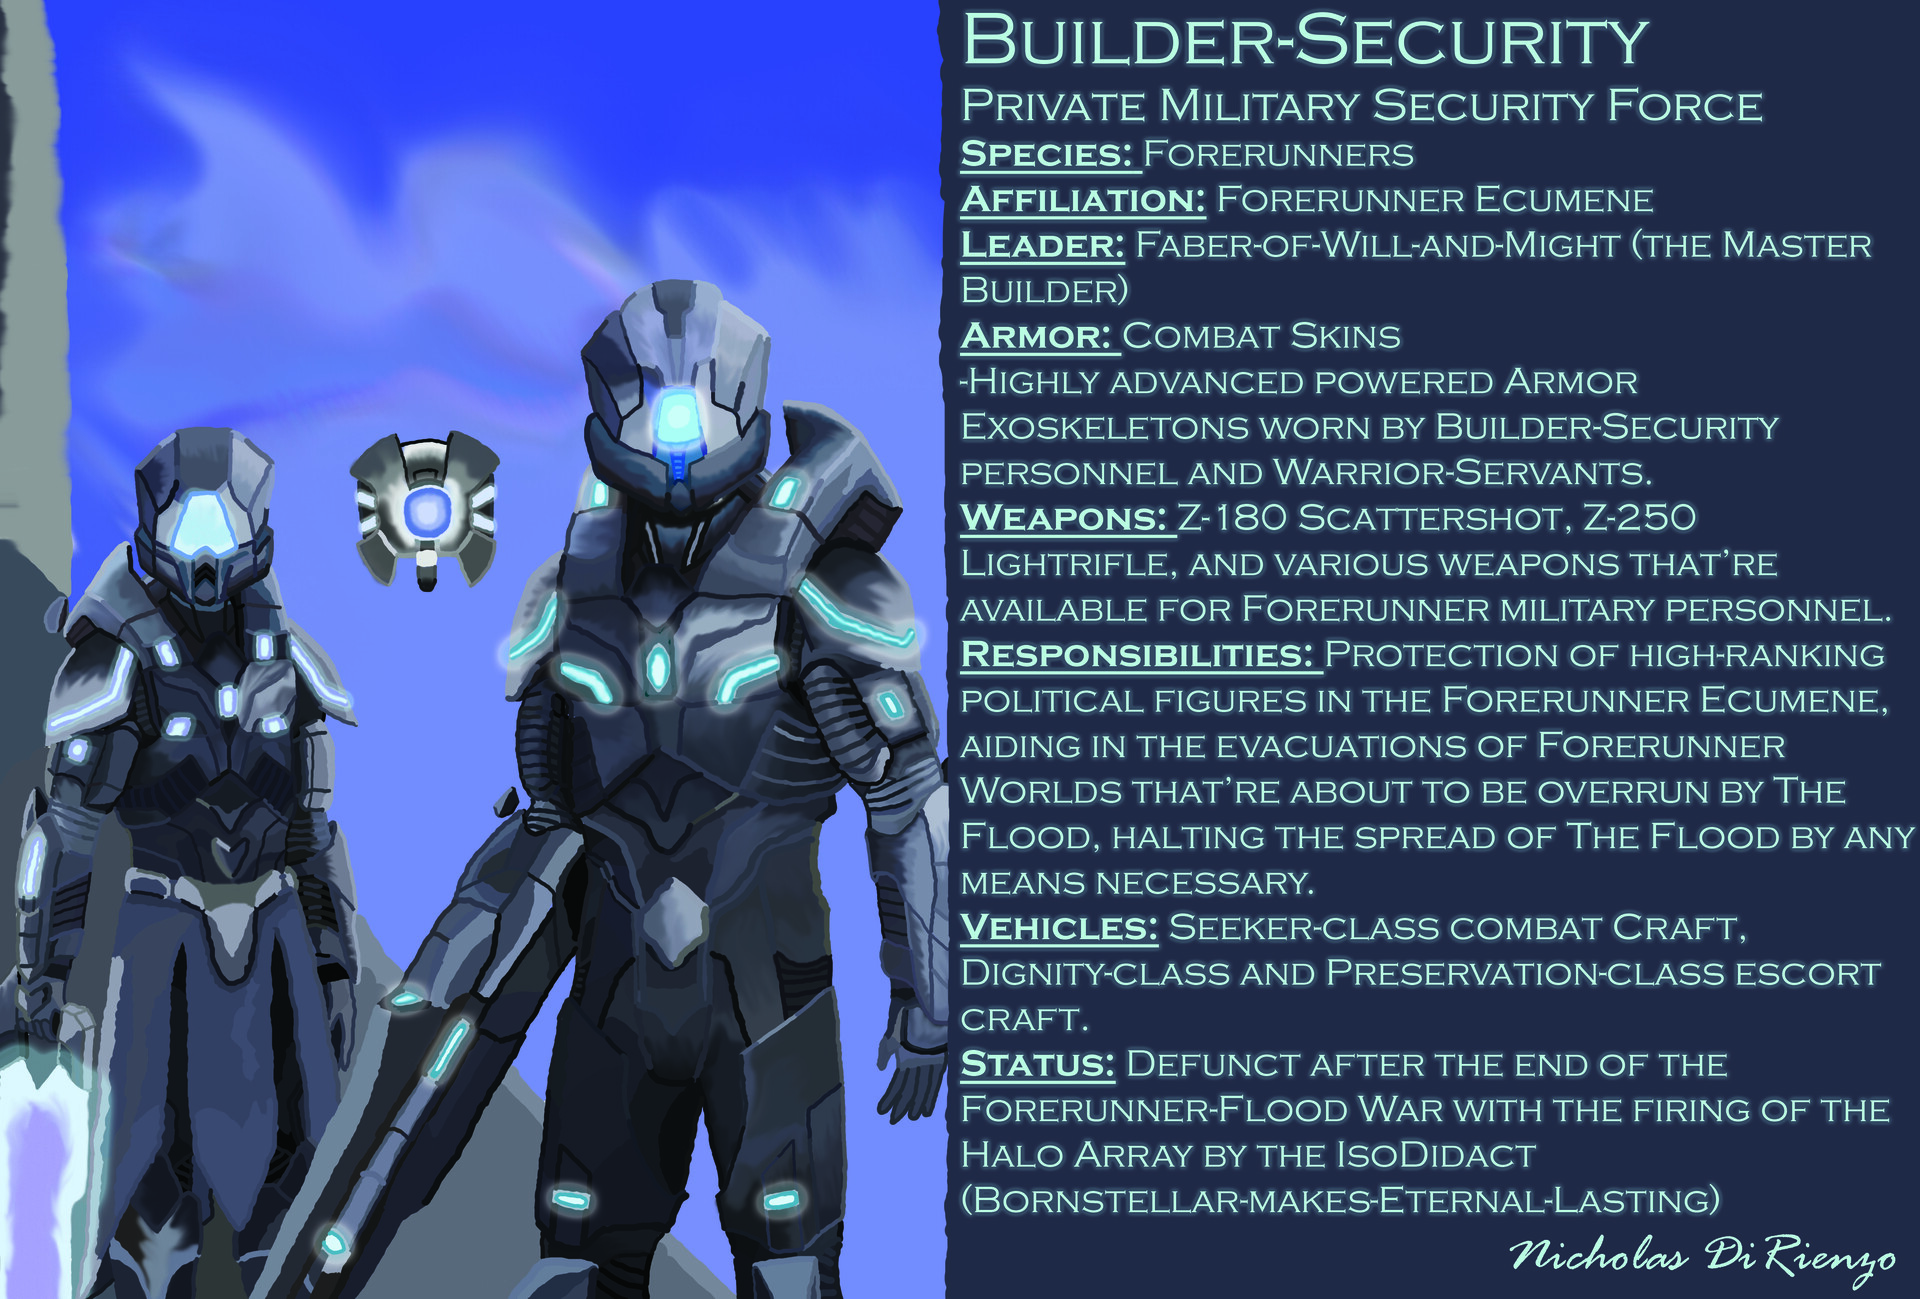 Builder-Security
Private Military Security Force
Species: Forerunners
Affiliation: Forerunner Ecumene
Leader: Faber-of-Will-and-Might (the Master
Builder)
Armor: Combat Skins
-Highly advanced powered Armor
Exoskeletons worn by Builder-Security
personnel and Warrior-Servants.
Weapons: Z-180 Scattershot, Z-250
Lightrifle, and various weapons that're
available for Forerunner military personnel.
Responsibilities: Protection of high-ranking
political figures in the Forerunner Ecumene,
aiding in the evacuations of Forerunner
Worlds that're about to be overrun by The
Flood, halting the spread of The Flood by any
means necessary.
Vehicles: Seeker-class combat Craft,
Dignity-class and Preservation-class escort
craft.
Status: Defunct after the end of the
Forerunner-Flood War with the firing of the
Halo Array by the IsoDidact
(Bornstellar-makes-Eternal-Lasting)
Nicholas DiRienzo